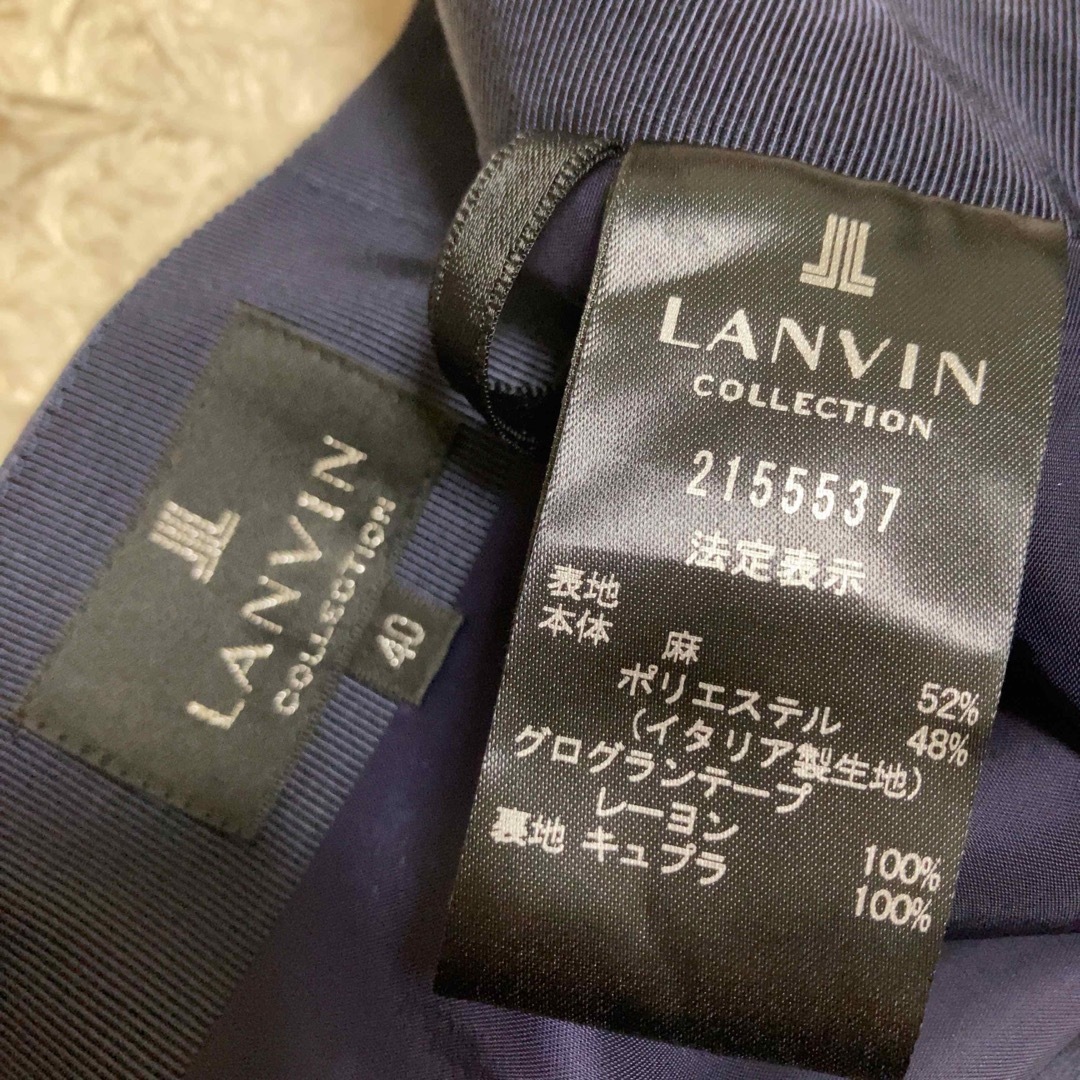 LANVIN
COLLECTION
40
LANVIN
COLLECTION
2155537
法定表示
表地
本体 麻 52%
ポリエステル 48%
(イタリア製生地)
グログランテープ
レーヨン 100%
裏地 キュプラ 100%